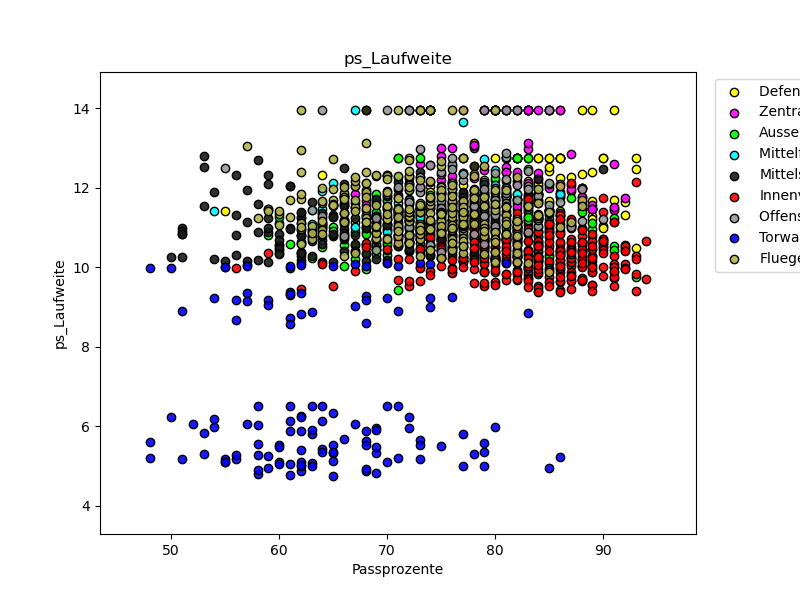 ps_Laufweite
14
12
10
8
6
4
ps_Laufweite
50 60 70 80 90
Passprozente
Defen
Zentra
Ausse
Mittelf
Mittels
Innenv
Offens
Torwa
Fluege